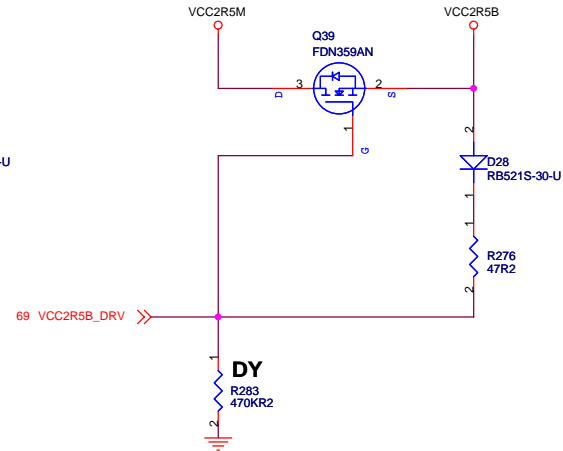 VCC2R5M
VCC2R5B
Q39
FDN359AN
3
2
D
S
1
G
2
-U
D28
RB521S-30-U
1
1
R276
47R2
2
69 VCC2R5B_DRV
1
DY
R283
470KR2
2